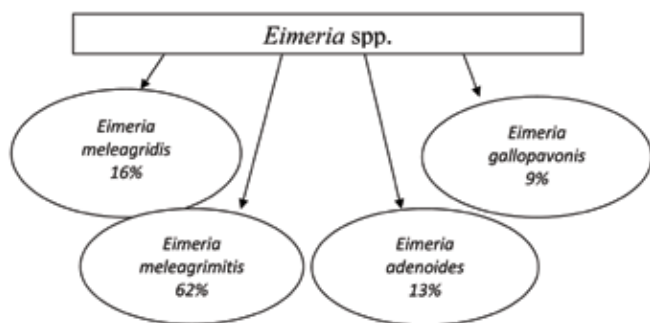 Eimeria spp.
Eimeria
meleagridis
16%
Eimeria
gallopavonis
9%
Eimeria
meleagrimitis
62%
Eimeria
adenoides
13%